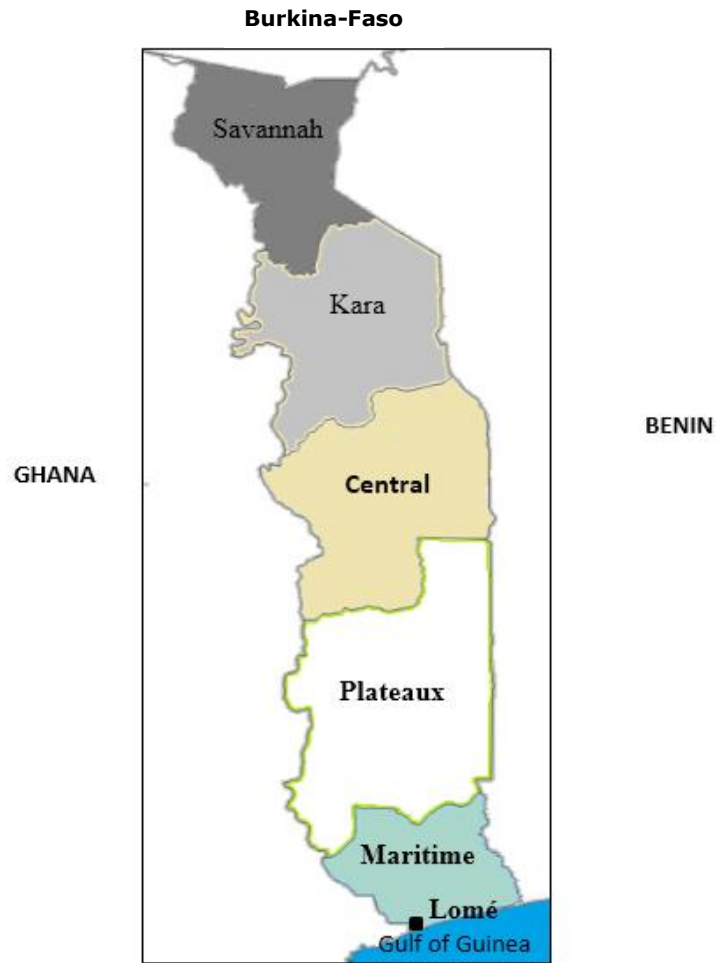 Burkina-Faso
Savannah
Kara
BENIN
GHANA
Central
Plateaux
Maritime
Lomé
Gulf of Guinea